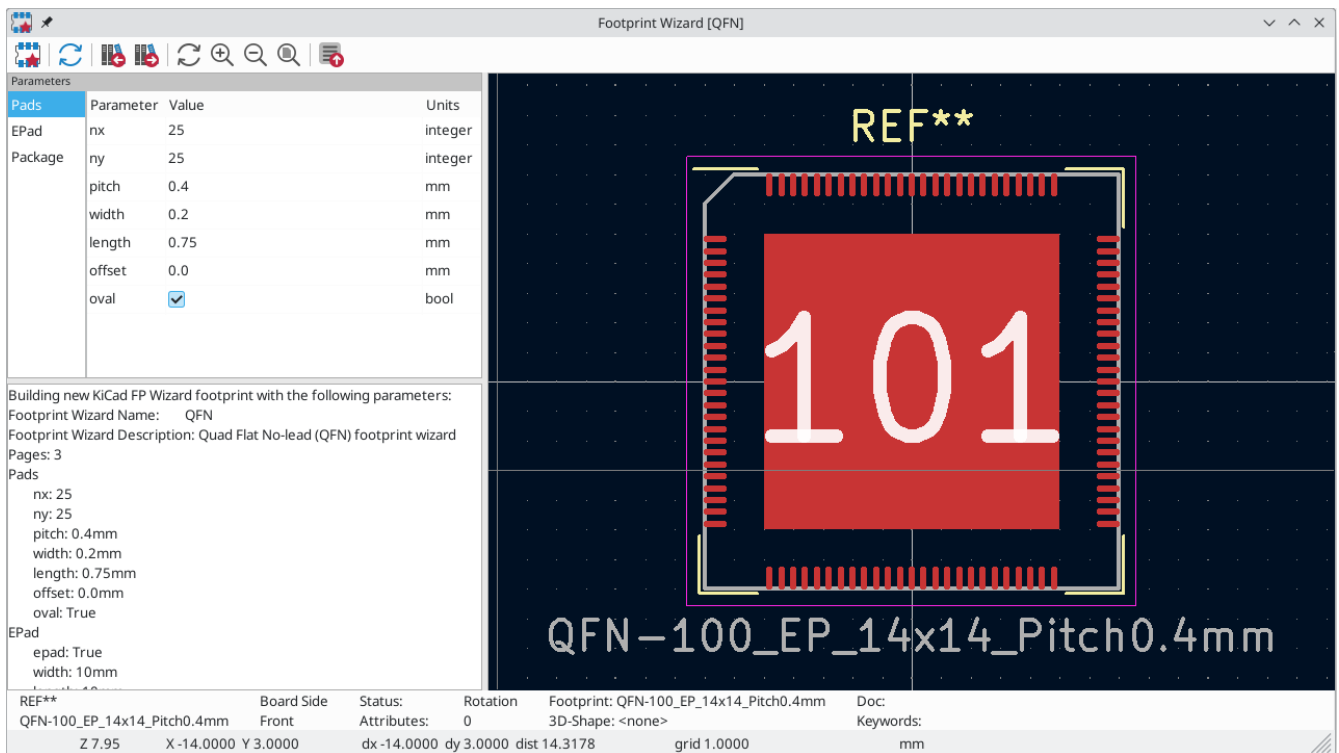 Footprint Wizard [QFN]
Parameters
Pads
EPad
Package
Parameter Value Units
nx 25 integer
ny 25 integer
pitch 0.4 mm
width 0.2 mm
length 0.75 mm
offset 0.0 mm
oval bool
Building new KiCad FP Wizard footprint with the following parameters:
Footprint Wizard Name: QFN
Footprint Wizard Description: Quad Flat No-lead (QFN) footprint wizard
Pages: 3
Pads
nx: 25
ny: 25
pitch: 0.4mm
width: 0.2mm
length: 0.75mm
offset: 0.0mm
oval: True
EPad
epad: True
width: 10mm
REF**
101
QFN-100_EP_14x14_Pitch0.4mm
REF** Board Side Status: Rotation Footprint: QFN-100_EP_14x14_Pitch0.4mm Doc:
QFN-100_EP_14x14_Pitch0.4mm Front Attributes: 0 3D-Shape: <none> Keywords:
Z 7.95 X -14.0000 Y 3.0000 dx -14.0000 dy 3.0000 dist 14.3178 grid 1.0000 mm